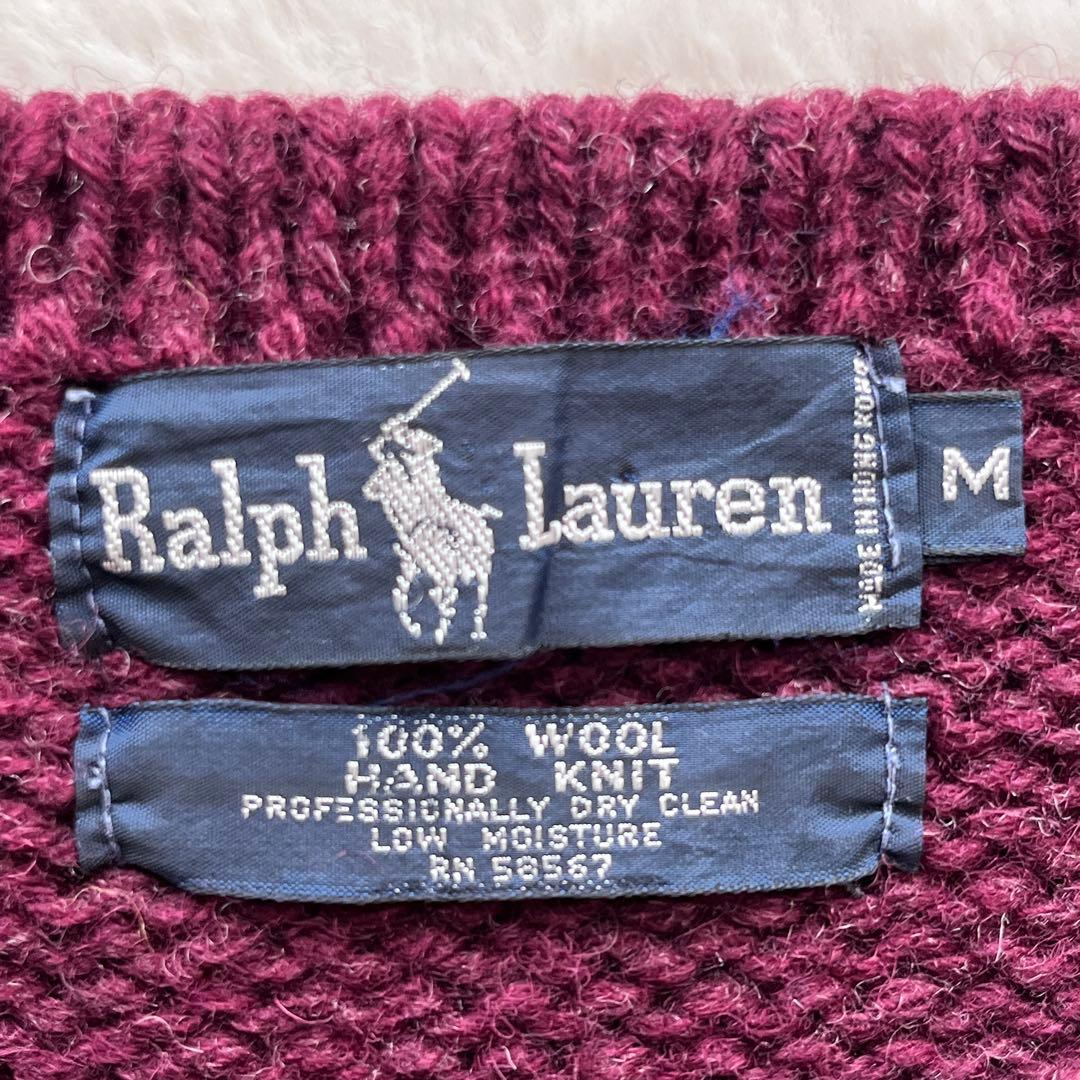 Ralph Lauren
MADE IN HONG KONG
M
100% WOOL
HAND KNIT
PROFESSIONALLY DRY CLEAN
LOW MOISTURE
RN 58567